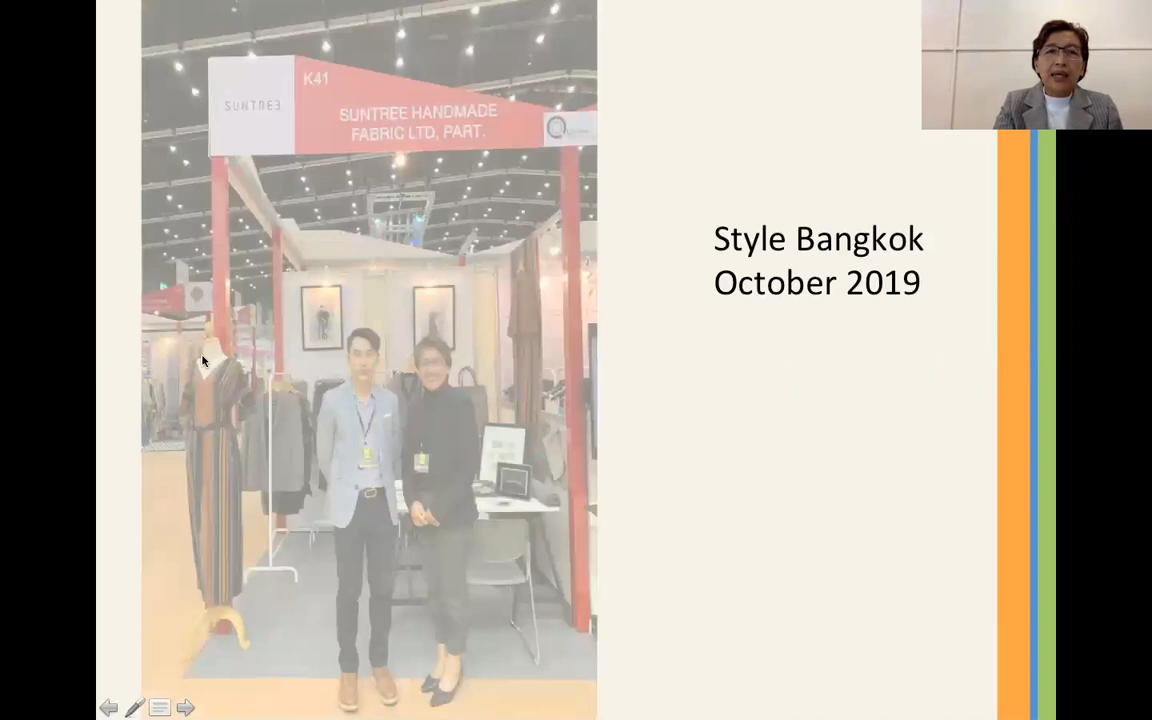 K41
SUNTREE
SUNTREE HANDMADE
FABRIC LTD, PART.
Style Bangkok
October 2019